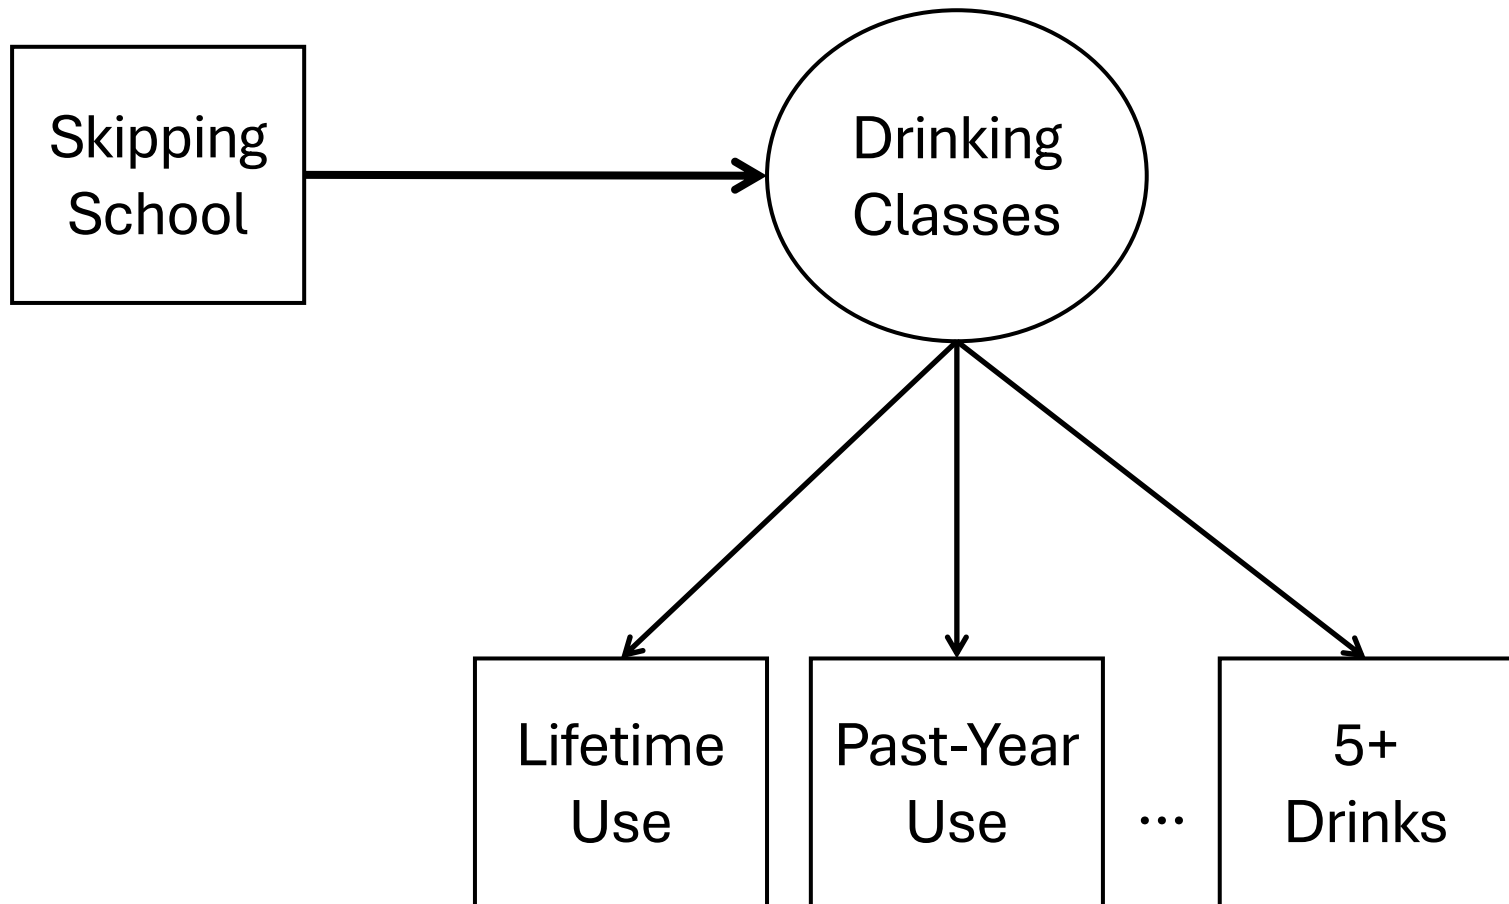 Skipping
School
Drinking
Classes
Lifetime
Use
Past-Year
Use
...
5+
Drinks